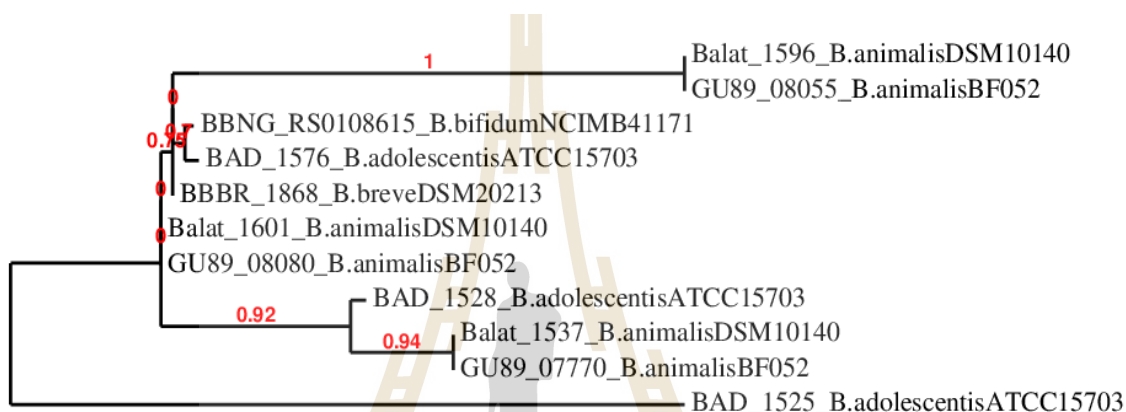 1
Balat_1596_B.animalisDSM10140
GU89_08055_B.animalisBF052
0
BBNG_RS0108615_B.bifidumNCIMB41171
0.75
BAD_1576_B.adolescentisATCC15703
0
BBBR_1868_B.breveDSM20213
Balat_1601_B.animalisDSM10140
0
GU89_08080_B.animalisBF052
BAD_1528_B.adolescentisATCC15703
0.92
Balat_1537_B.animalisDSM10140
0.94
GU89_07770_B.animalisBF052
BAD_1525_B.adolescentisATCC15703